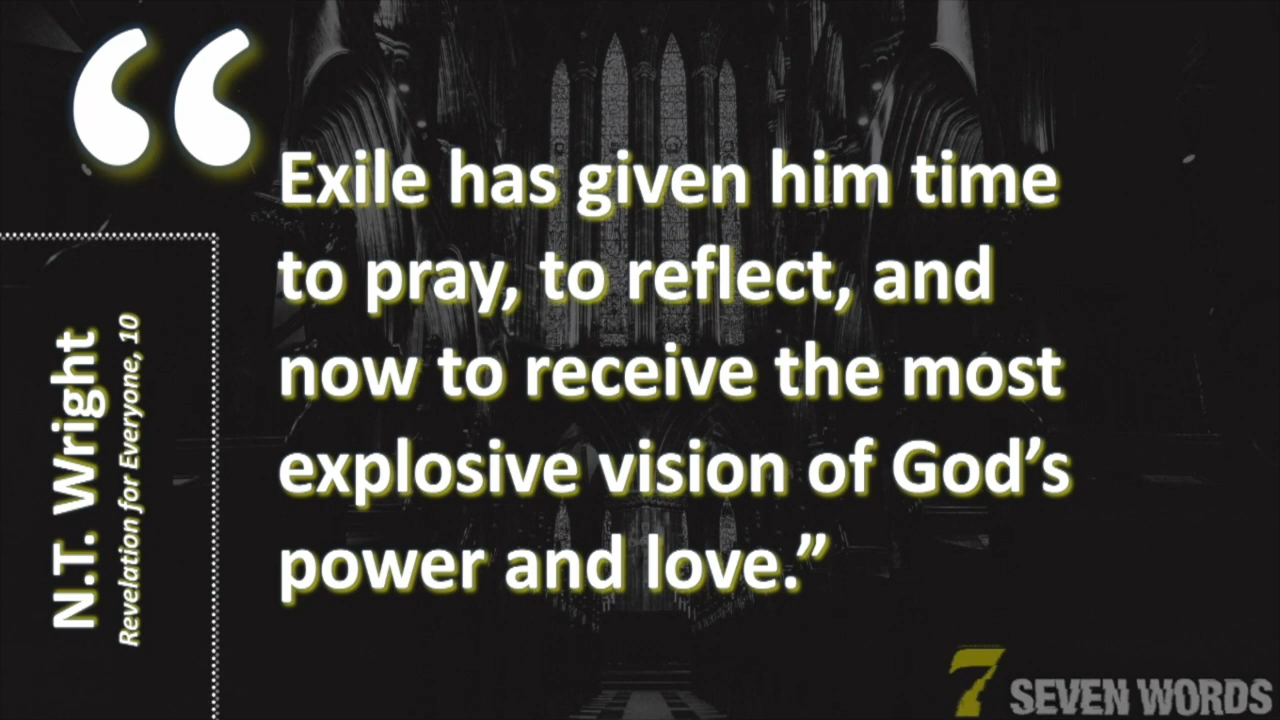 “
Exile has given him time
to pray, to reflect, and
now to receive the most
explosive vision of God’s
power and love.”
N.T. Wright
Revelation for Everyone, 10
7 SEVEN WORDS